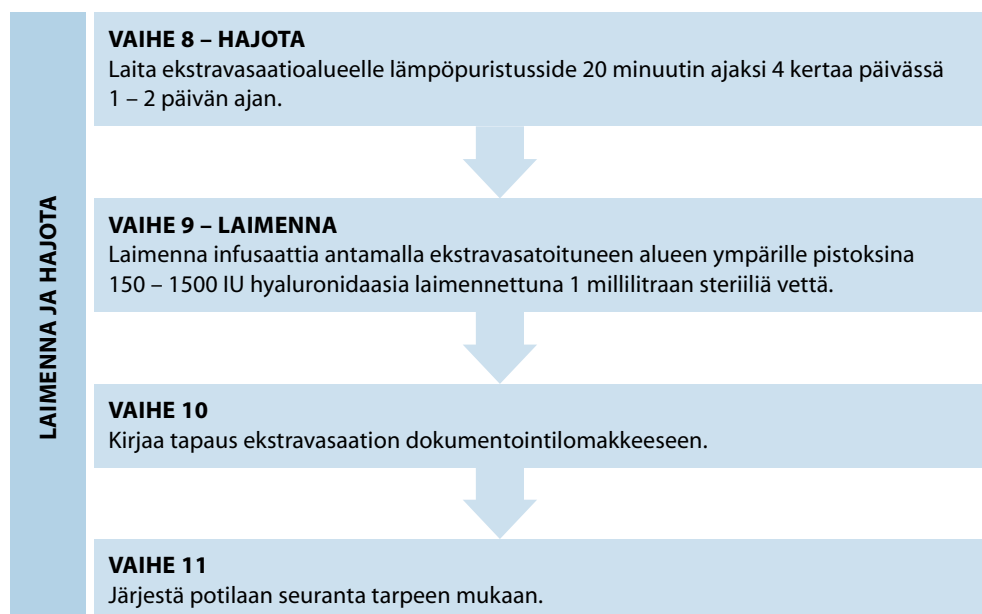 LAIMENNA JA HAJOTA
VAIHE 8 – HAJOTA
Laita ekstravasaatioalueelle lämpöpuristusside 20 minuutin ajaksi 4 kertaa päivässä
1 – 2 päivän ajan.
VAIHE 9 – LAIMENNA
Laimenna infusaattia antamalla ekstravasatoituneen alueen ympärille pistoksina
150 – 1500 IU hyaluronidaasia laimennettuna 1 millilitraan steriiliä vettä.
VAIHE 10
Kirjaa tapaus ekstravasaation dokumentointilomakkeeseen.
VAIHE 11
Järjestä potilaan seuranta tarpeen mukaan.